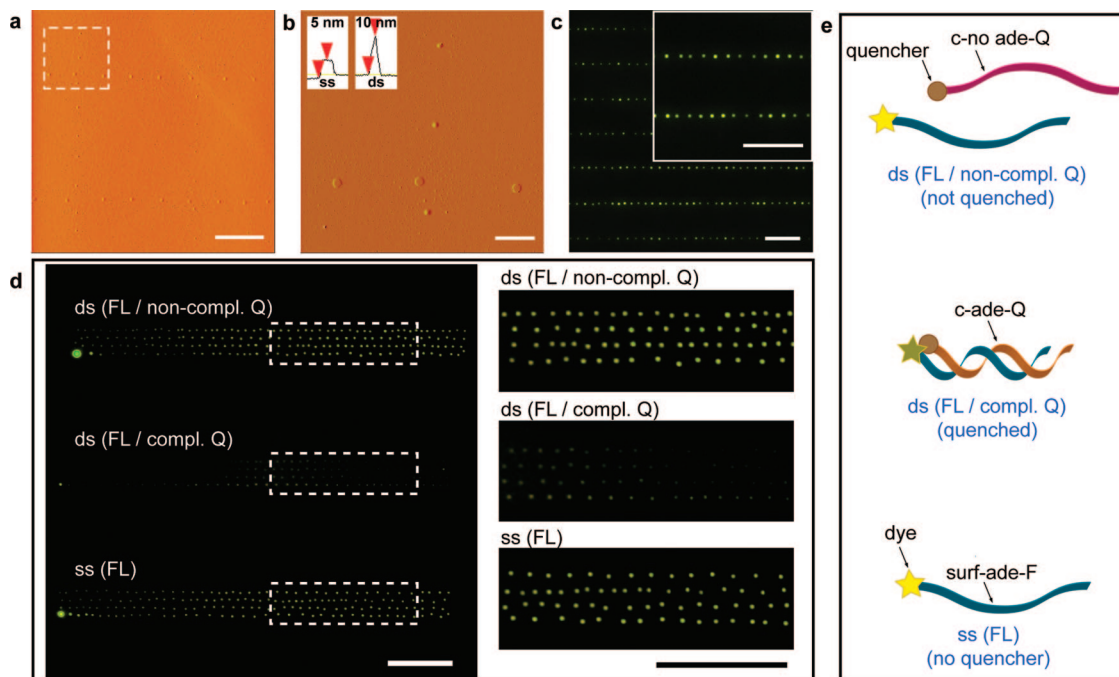 a
b
5 nm
10 nm
ss
ds
c
d
ds (FL / non-compl. Q)
ds (FL / compl. Q)
ss (FL)
ds (FL / non-compl. Q)
ds (FL / compl. Q)
ss (FL)
e
c-no ade-Q
quencher
ds (FL / non-compl. Q)
(not quenched)
c-ade-Q
ds (FL / compl. Q)
(quenched)
dye
surf-ade-F
ss (FL)
(no quencher)